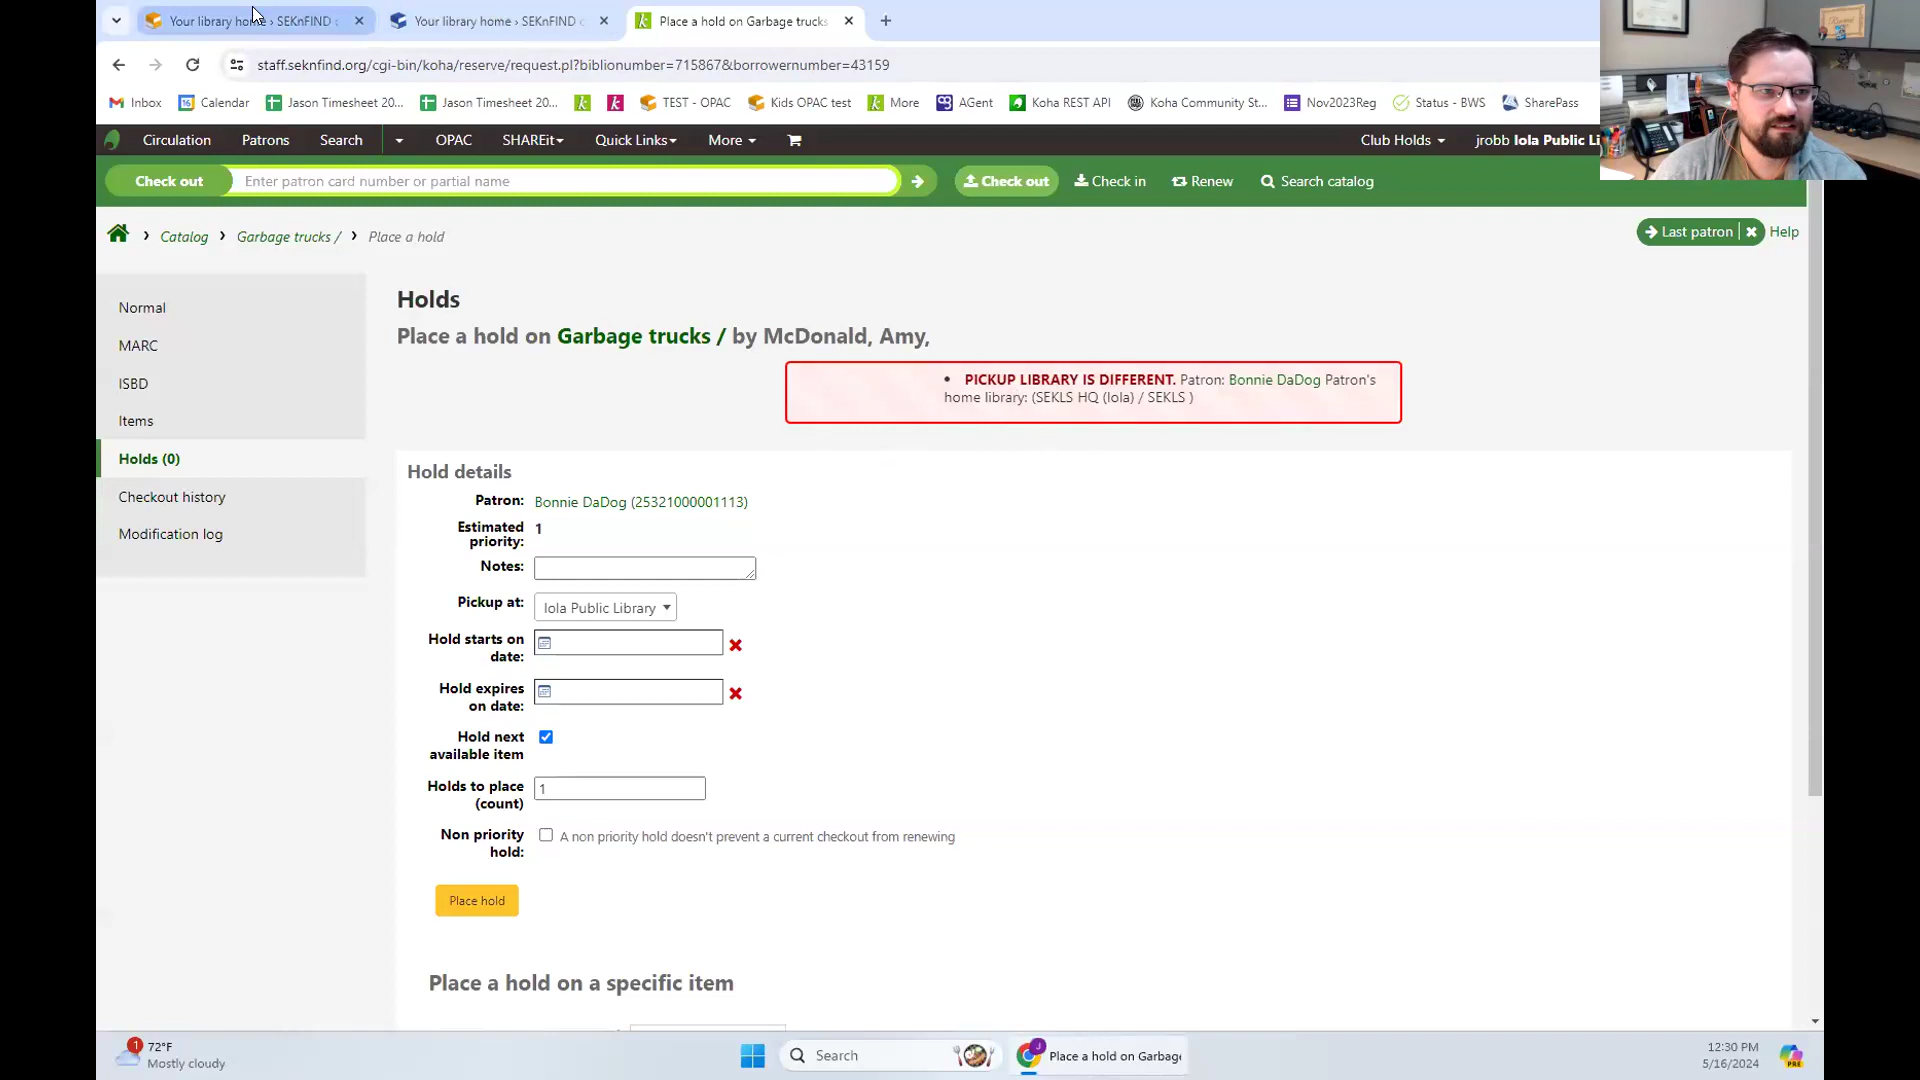 Your library home › SEKnFIND
Your library home › SEKnFIND
Place a hold on Garbage trucks
staff.seknfind.org/cgi-bin/koha/reserve/request.pl?biblionumber=715867&borrowernumber=43159
Inbox
Calendar
Jason Timesheet 20...
Jason Timesheet 20...
TEST - OPAC
Kids OPAC test
More
AGent
Koha REST API
Koha Community St...
Nov2023Reg
Status - BWS
SharePass
Circulation
Patrons
Search
OPAC
SHAREit
Quick Links
More
Club Holds
jrobb Iola Public Li
Check out
Enter patron card number or partial name
Check out
Check in
Renew
Search catalog
Catalog › Garbage trucks / › Place a hold
Last patron
Help
Normal
MARC
ISBD
Items
Holds (0)
Checkout history
Modification log
Holds
Place a hold on Garbage trucks / by McDonald, Amy,
• PICKUP LIBRARY IS DIFFERENT. Patron: Bonnie DaDog Patron's
home library: (SEKLS HQ (Iola) / SEKLS )
Hold details
Patron: Bonnie DaDog (25321000001113)
Estimated priority: 1
Notes:
Pickup at: Iola Public Library
Hold starts on
date:
Hold expires
on date:
Hold next
available item
Holds to place
(count) 1
Non priority
hold: A non priority hold doesn't prevent a current checkout from renewing
Place hold
Place a hold on a specific item
1
72°F
Mostly cloudy
Search
Place a hold on Garbage
12:30 PM
5/16/2024
PRE